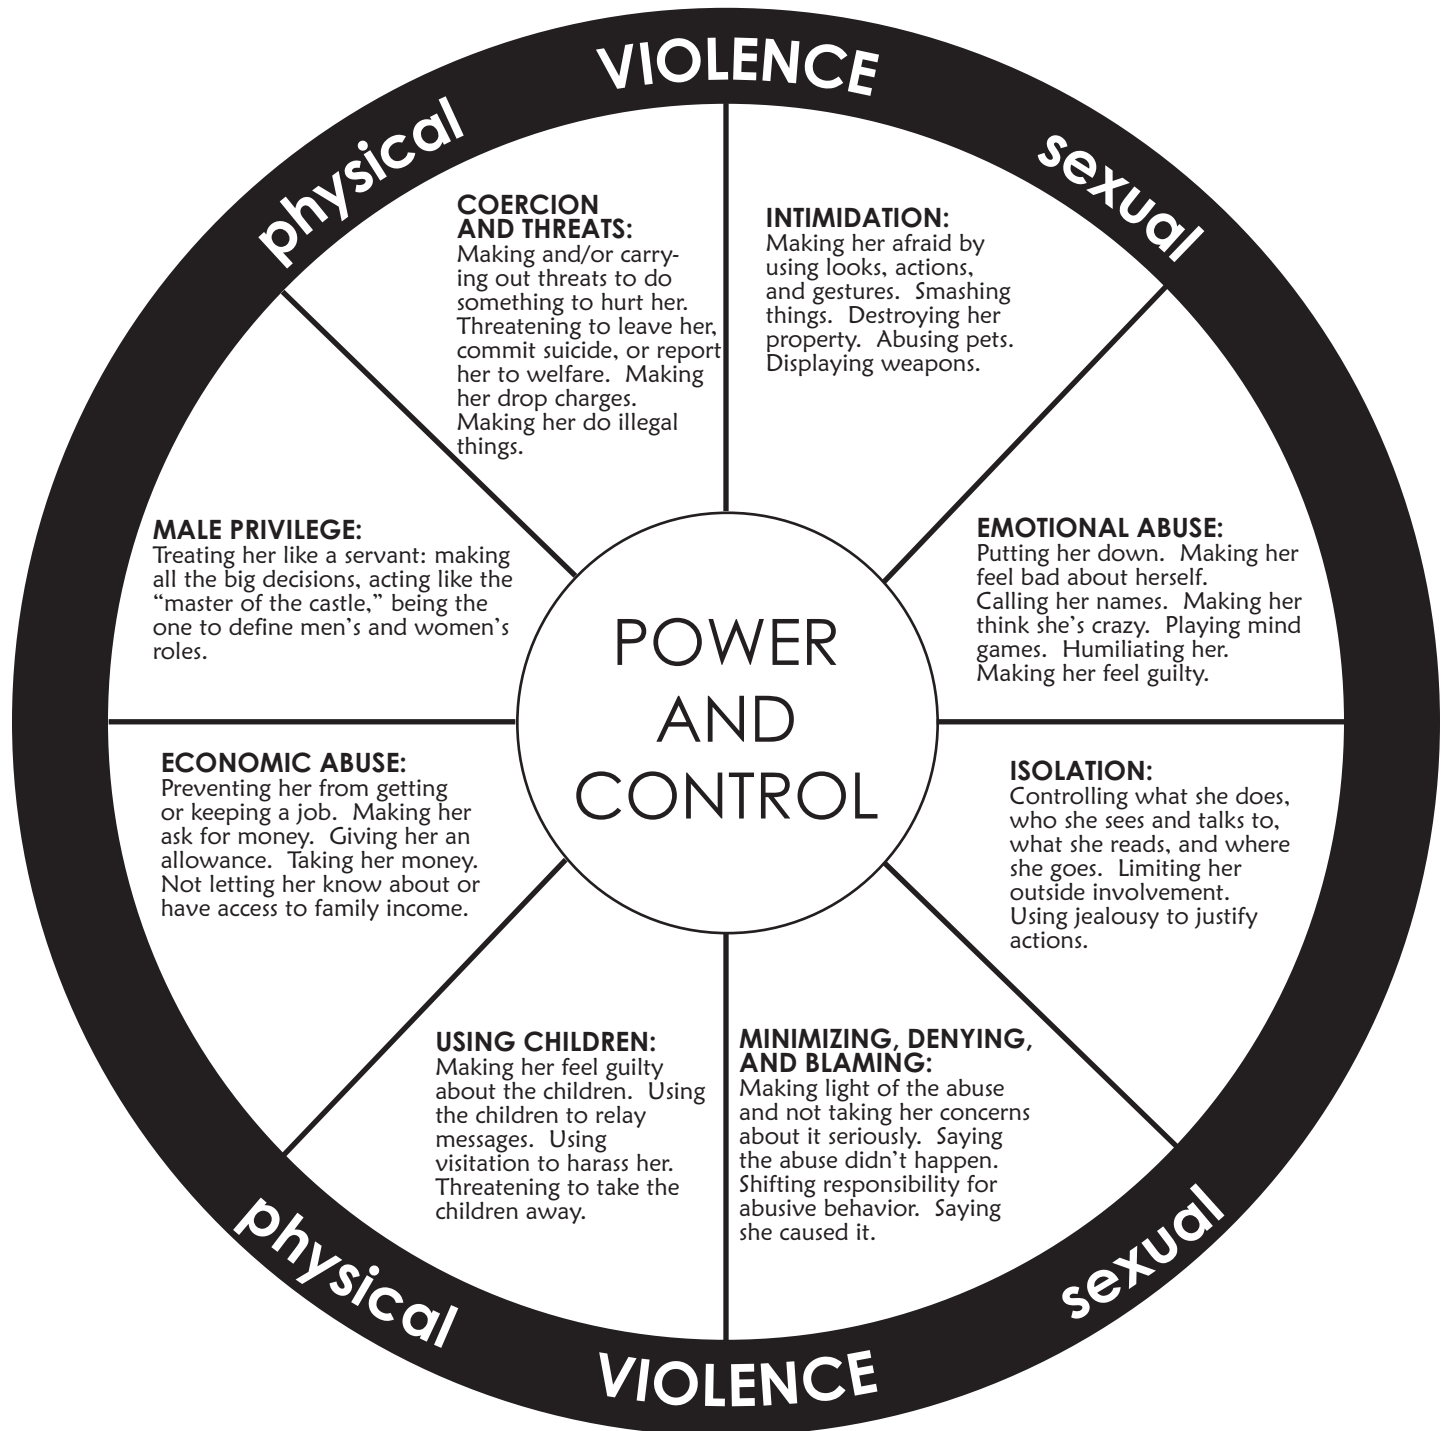 VIOLENCE
physical
sexual
COERCION
AND THREATS:
Making and/or carry-
ing out threats to do
something to hurt her.
Threatening to leave her,
commit suicide, or report
her to welfare.  Making
her drop charges.
Making her do illegal
things.
INTIMIDATION:
Making her afraid by
using looks, actions,
and gestures.  Smashing
things.  Destroying her
property.  Abusing pets.
Displaying weapons.
MALE PRIVILEGE:
Treating her like a servant: making
all the big decisions, acting like the
“master of the castle,” being the
one to define men’s and women’s
roles.
EMOTIONAL ABUSE:
Putting her down.  Making her
feel bad about herself.
Calling her names.  Making her
think she’s crazy.  Playing mind
games.  Humiliating her.
Making her feel guilty.
POWER
AND
CONTROL
ECONOMIC ABUSE:
Preventing her from getting
or keeping a job.  Making her
ask for money.  Giving her an
allowance.  Taking her money.
Not letting her know about or
have access to family income.
ISOLATION:
Controlling what she does,
who she sees and talks to,
what she reads, and where
she goes.  Limiting her
outside involvement.
Using jealousy to justify
actions.
USING CHILDREN:
Making her feel guilty
about the children.  Using
the children to relay
messages.  Using
visitation to harass her.
Threatening to take the
children away.
MINIMIZING, DENYING,
AND BLAMING:
Making light of the abuse
and not taking her concerns
about it seriously.  Saying
the abuse didn’t happen.
Shifting responsibility for
abusive behavior.  Saying
she caused it.
physical
sexual
VIOLENCE